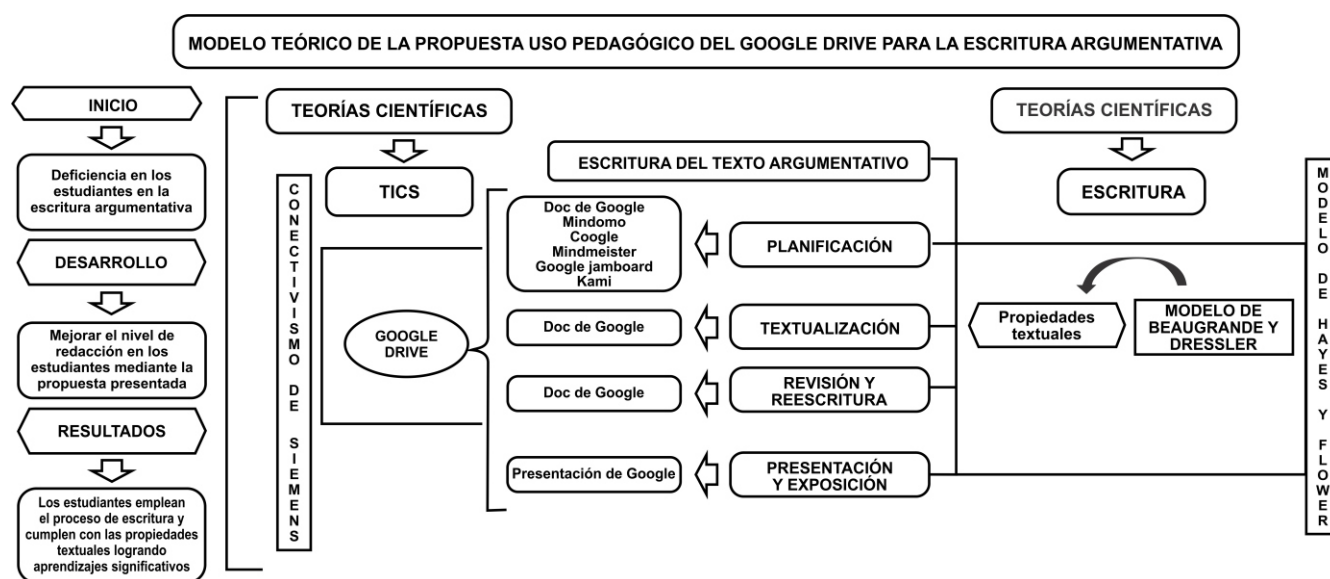 MODELO TEÓRICO DE LA PROPUESTA USO PEDAGÓGICO DEL GOOGLE DRIVE PARA LA ESCRITURA ARGUMENTATIVA
INICIO
Deficiencia en los
estudiantes en la
escritura argumentativa
DESARROLLO
Mejorar el nivel de
redacción en los
estudiantes mediante la
propuesta presentada
RESULTADOS
Los estudiantes emplean
el proceso de escritura y
cumplen con las propiedades
textuales logrando
aprendizajes significativos
TEORÍAS CIENTÍFICAS
TICS
CONECTIVISMO DE SIEMENS
GOOGLE
DRIVE
ESCRITURA DEL TEXTO ARGUMENTATIVO
Doc de Google
Mindomo
Coogle
Mindmeister
Google jamboard
Kami
PLANIFICACIÓN
Doc de Google
TEXTUALIZACIÓN
Doc de Google
REVISIÓN Y
REESCRITURA
Presentación de Google
PRESENTACIÓN
Y EXPOSICIÓN
TEORÍAS CIENTÍFICAS
ESCRITURA
Propiedades
textuales
MODELO DE
BEAUGRANDE Y
DRESSLER
MODELO DE HAYES Y FLOWER